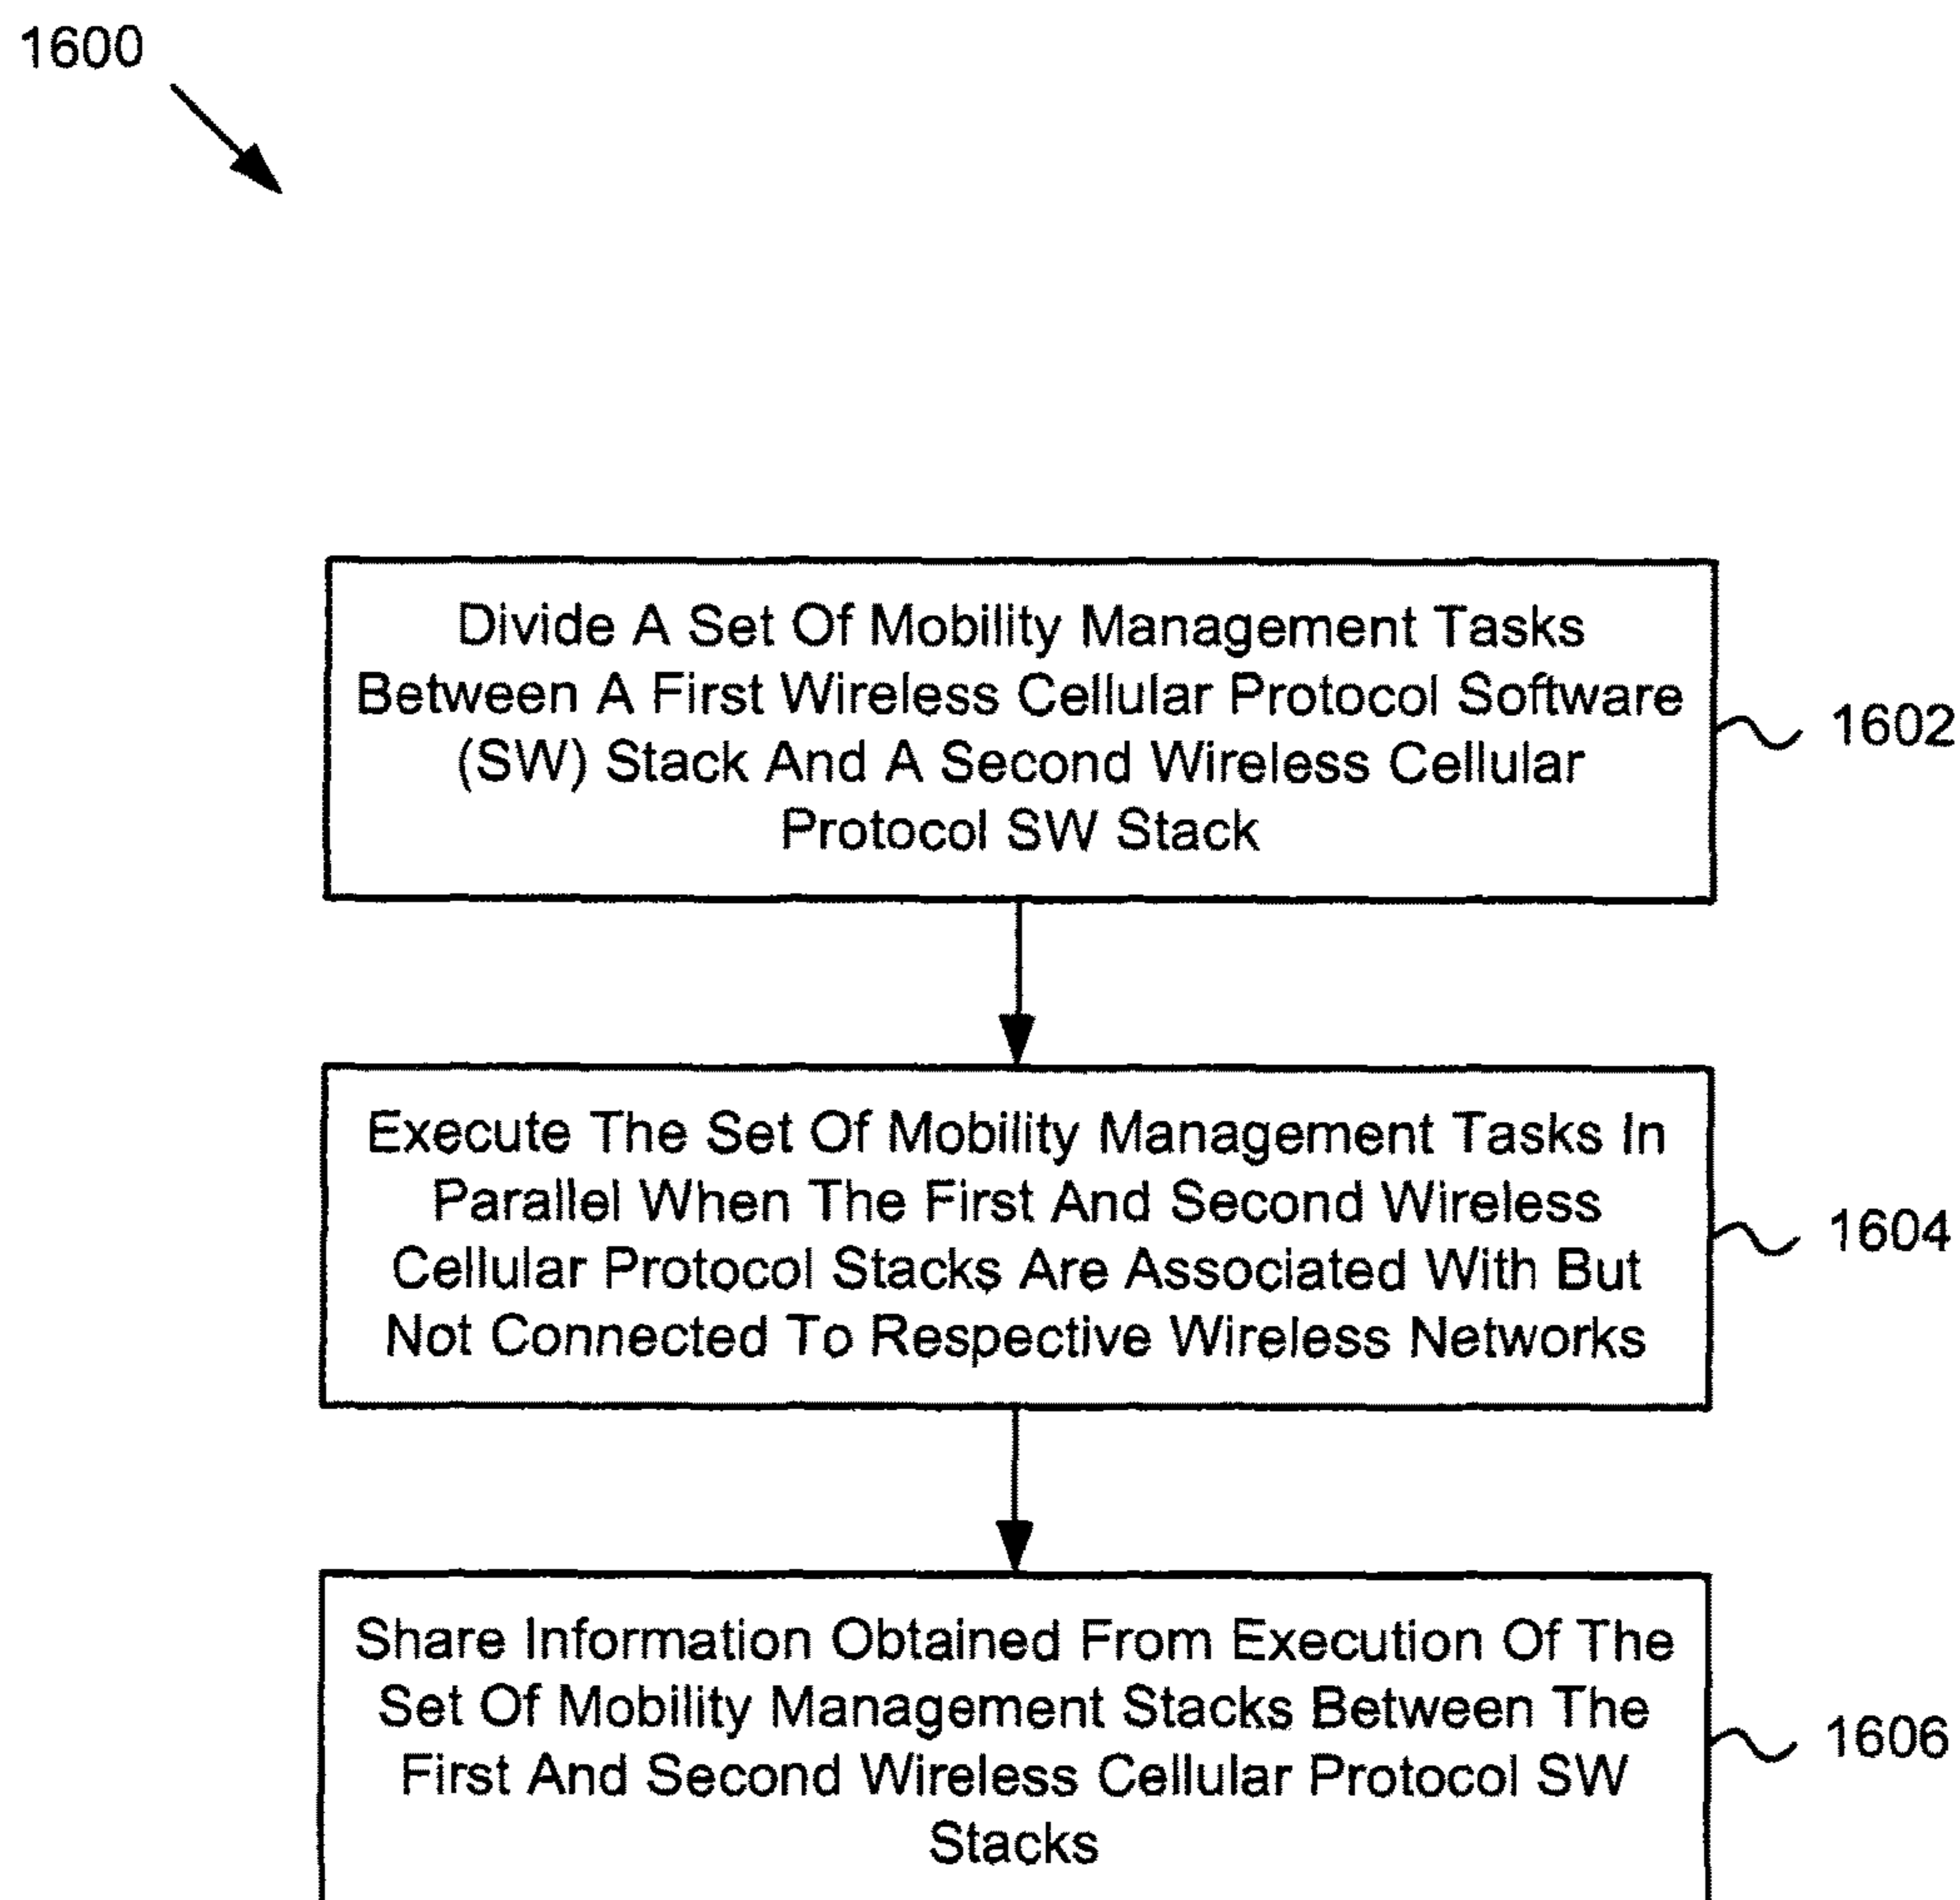 1600
Divide A Set Of Mobility Management Tasks
Between A First Wireless Cellular Protocol Software
(SW) Stack And A Second Wireless Cellular
Protocol SW Stack
1602
Execute The Set Of Mobility Management Tasks In
Parallel When The First And Second Wireless
Cellular Protocol Stacks Are Associated With But
Not Connected To Respective Wireless Networks
1604
Share Information Obtained From Execution Of The
Set Of Mobility Management Stacks Between The
First And Second Wireless Cellular Protocol SW
Stacks
1606